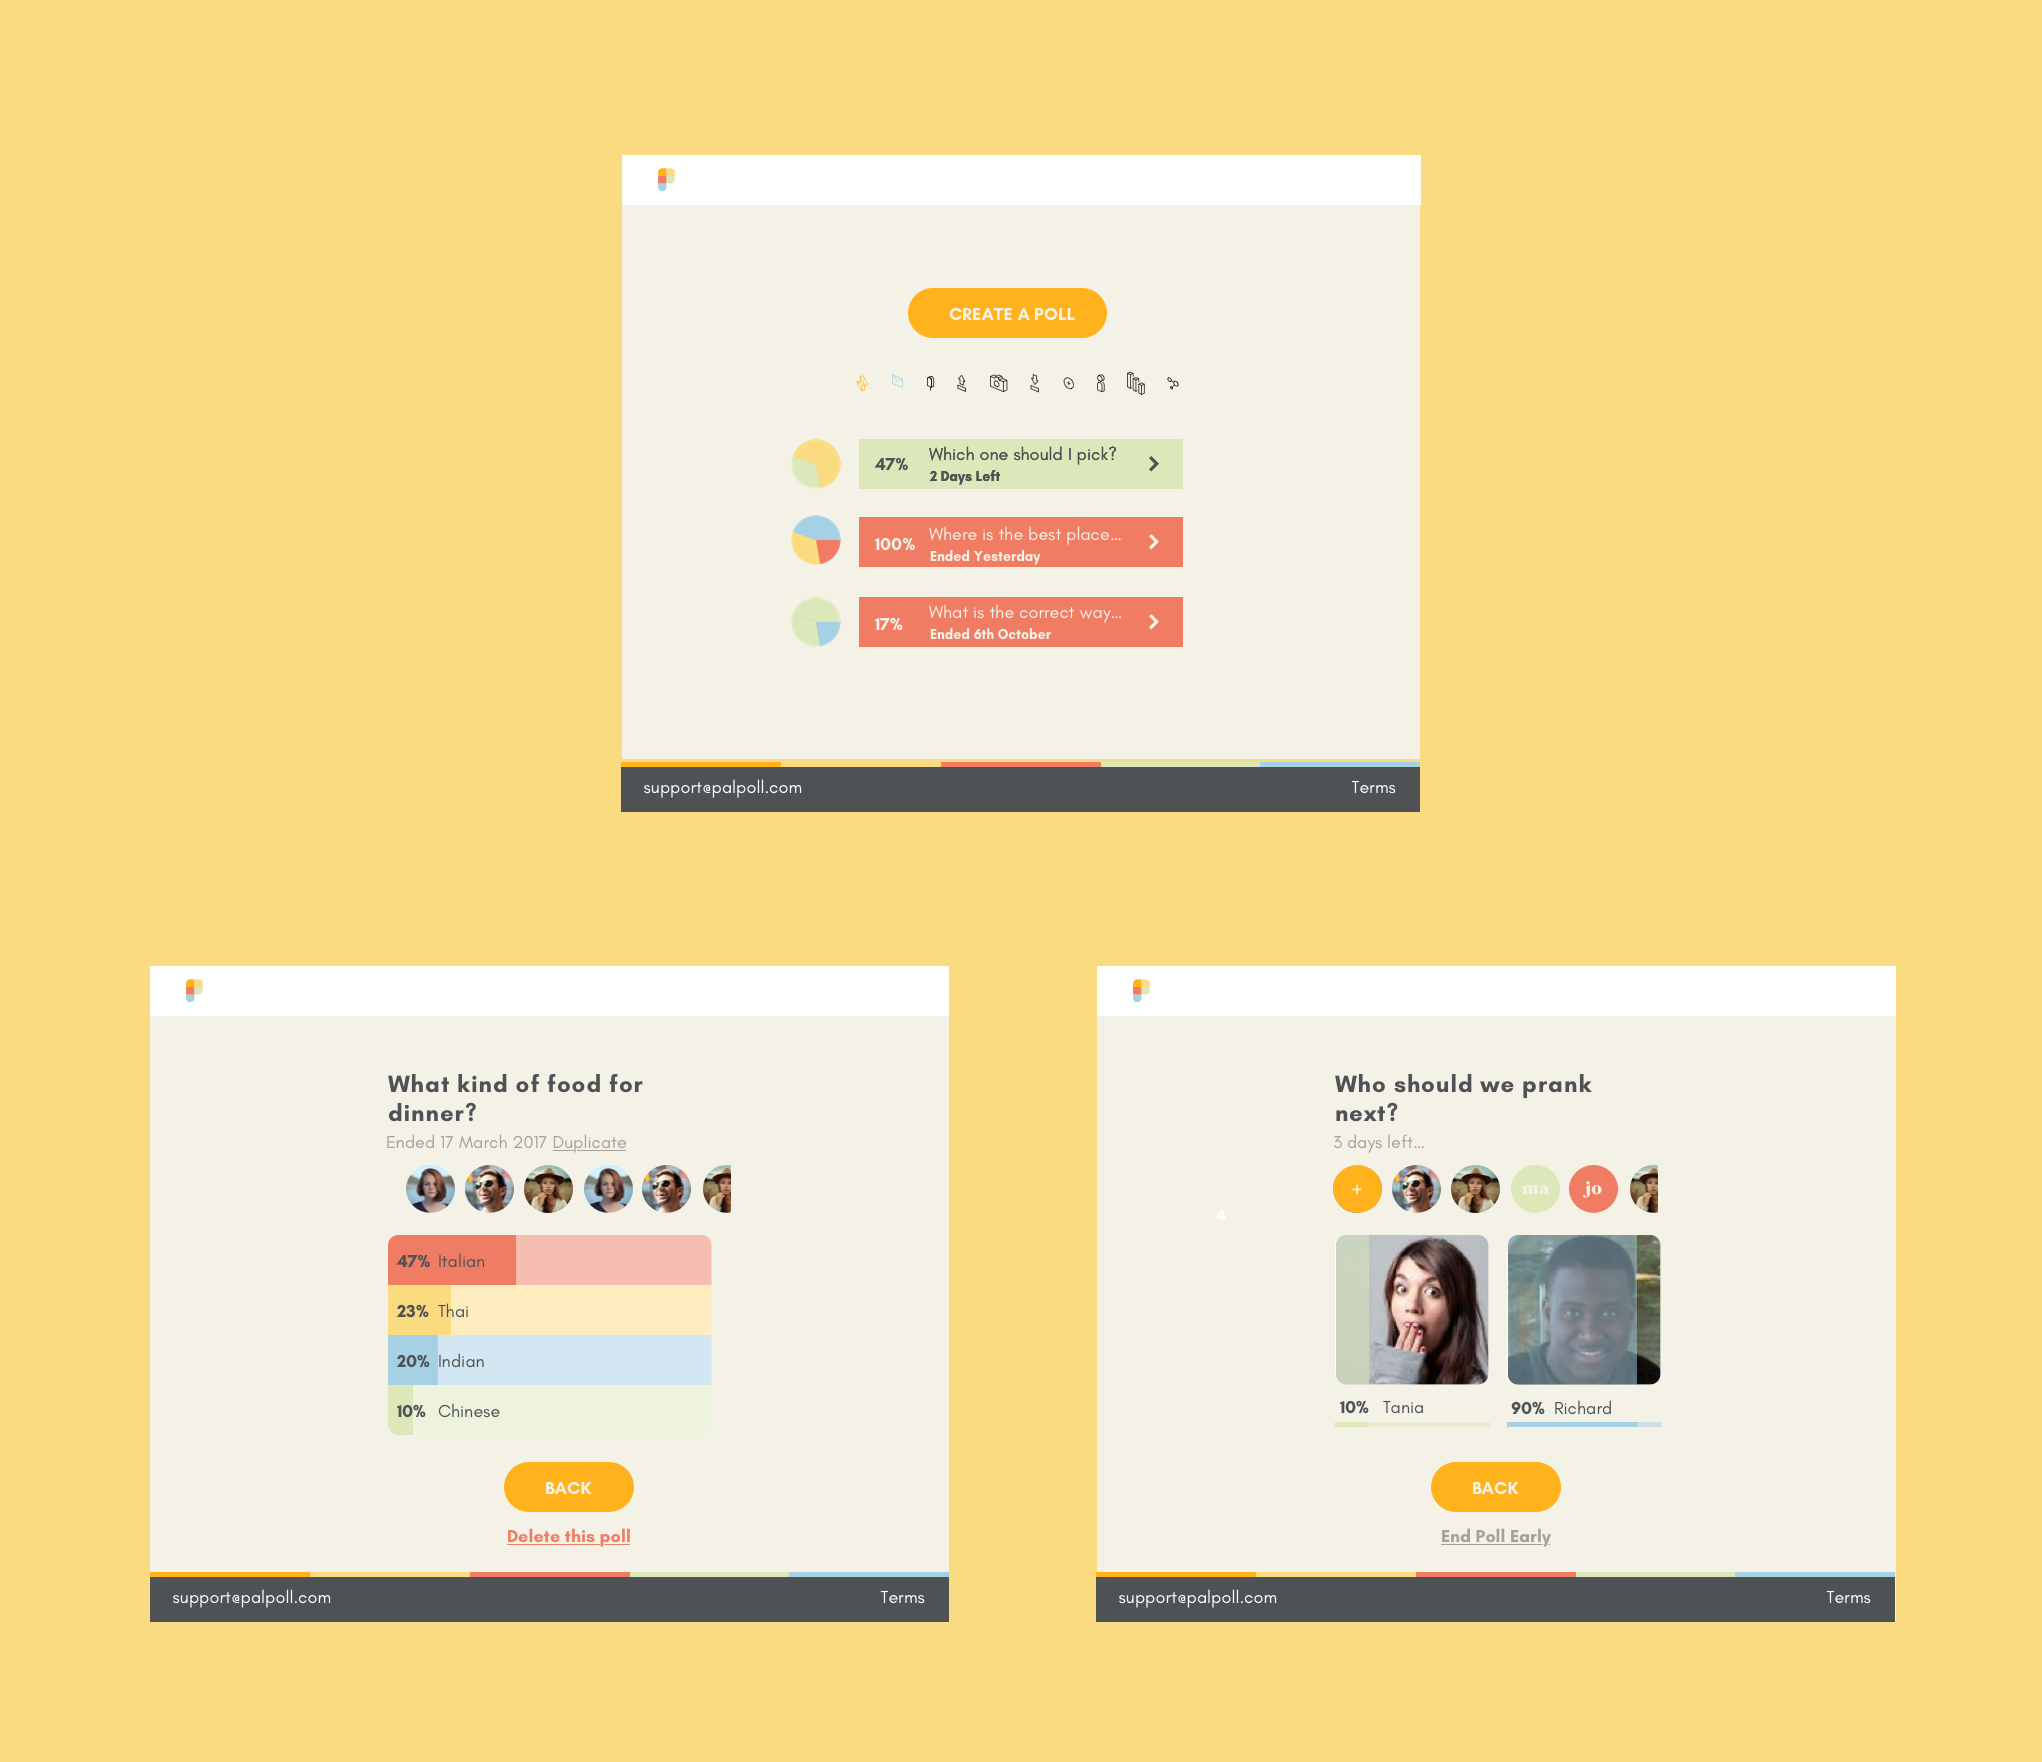 CREATE A POLL
47% Which one should I pick?
2 Days Left
100% Where is the best place...
Ended Yesterday
17% What is the correct way...
Ended 6th October
support@palpoll.com Terms
What kind of food for
dinner?
Ended 17 March 2017 Duplicate
47% Italian
23% Thai
20% Indian
10% Chinese
BACK
Delete this poll
support@palpoll.com Terms
Who should we prank
next?
3 days left...
+ ma jo
4
10% Tania 90% Richard
BACK
End Poll Early
support@palpoll.com Terms